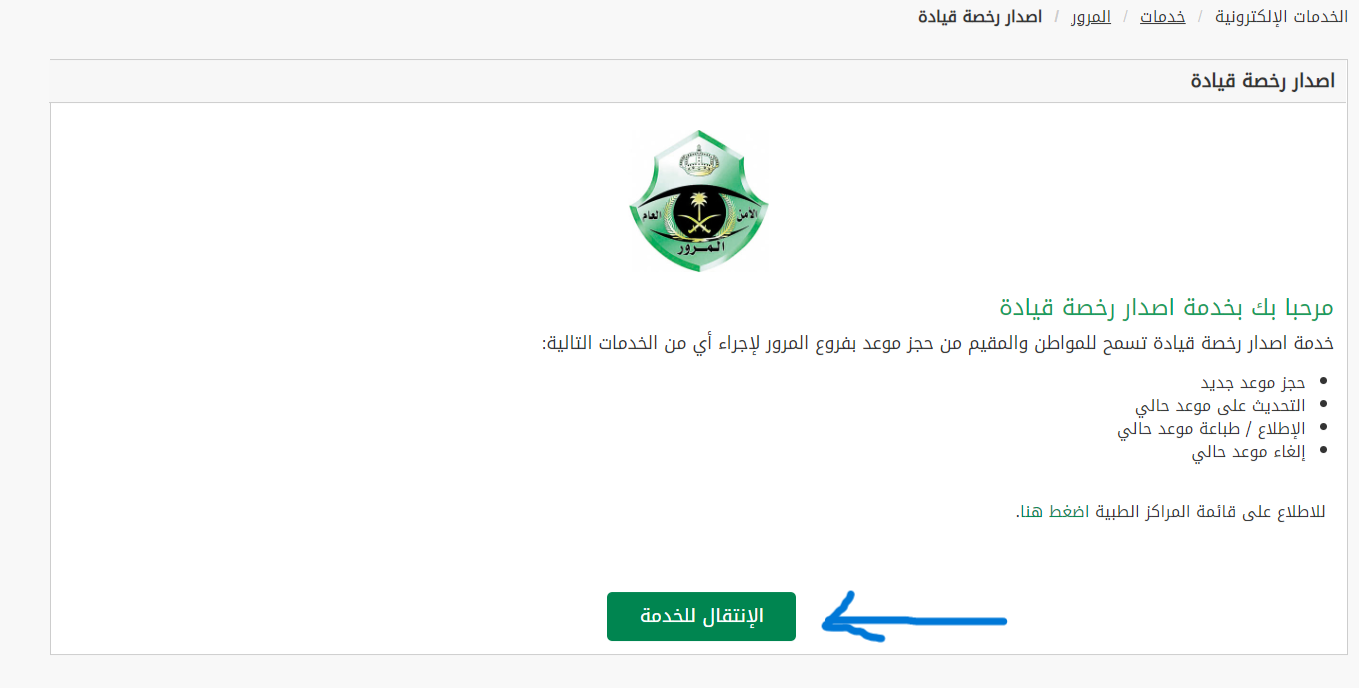 الخدمات الإلكترونية / خدمات / المرور / اصدار رخصة قيادة
اصدار رخصة قيادة
الامن العام
المرور
مرحبا بك بخدمة اصدار رخصة قيادة
خدمة اصدار رخصة قيادة تسمح للمواطن والمقيم من حجز موعد بفروع المرور لإجراء أي من الخدمات التالية:
حجز موعد جديد
التحديث على موعد حالي
الإطلاع / طباعة موعد حالي
إلغاء موعد حالي
للاطلاع على قائمة المراكز الطبية اضغط هنا.
الإنتقال للخدمة